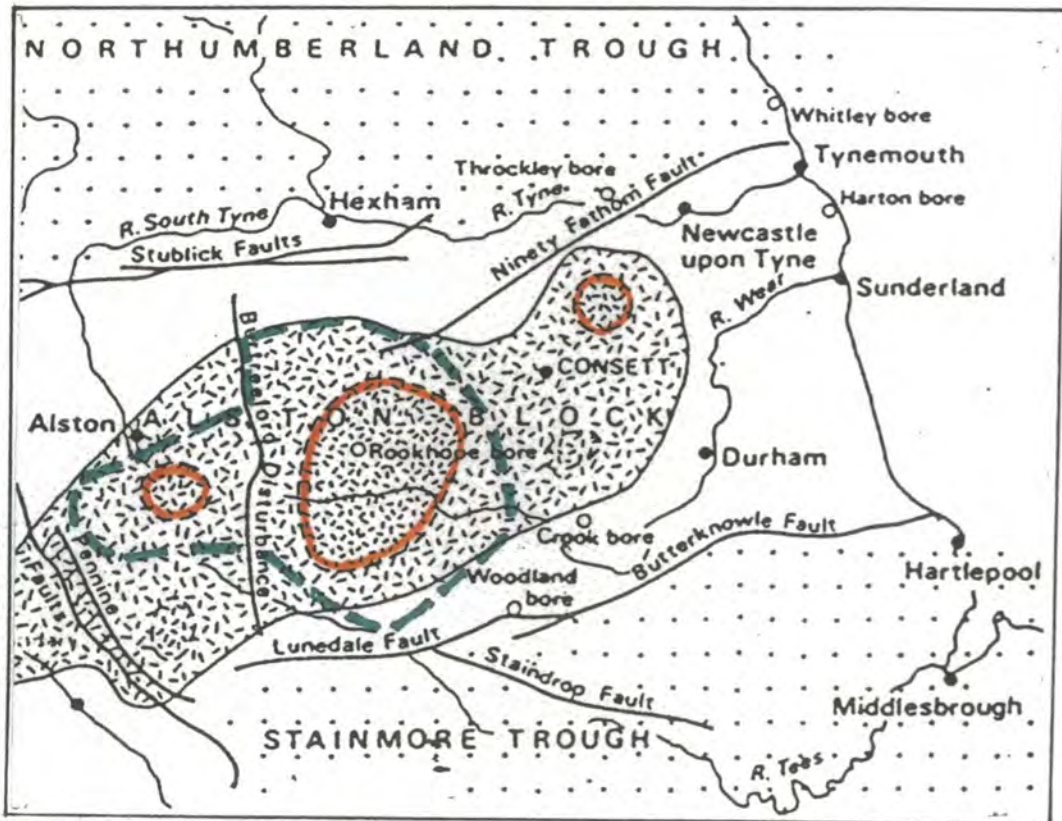 NORTHUMBERLAND TROUGH
Whitley bore
Tynemouth
Throckley bore
Harton bore
Hexham
R. Tyne
R. South Tyne
Ninety Fathom Fault
Newcastle
upon Tyne
Stublick Faults
R. Wear
Sunderland
CONSETT
Alston
ALSTON BLOCK
Burtreeford Disturbance
Rookhope bore
Durham
Crook bore
Butterknowle Fault
Pennine
Faults
Woodland
bore
Hartlepool
Lunedale Fault
Staindrop Fault
Middlesbrough
STAINMORE TROUGH
R. Tees